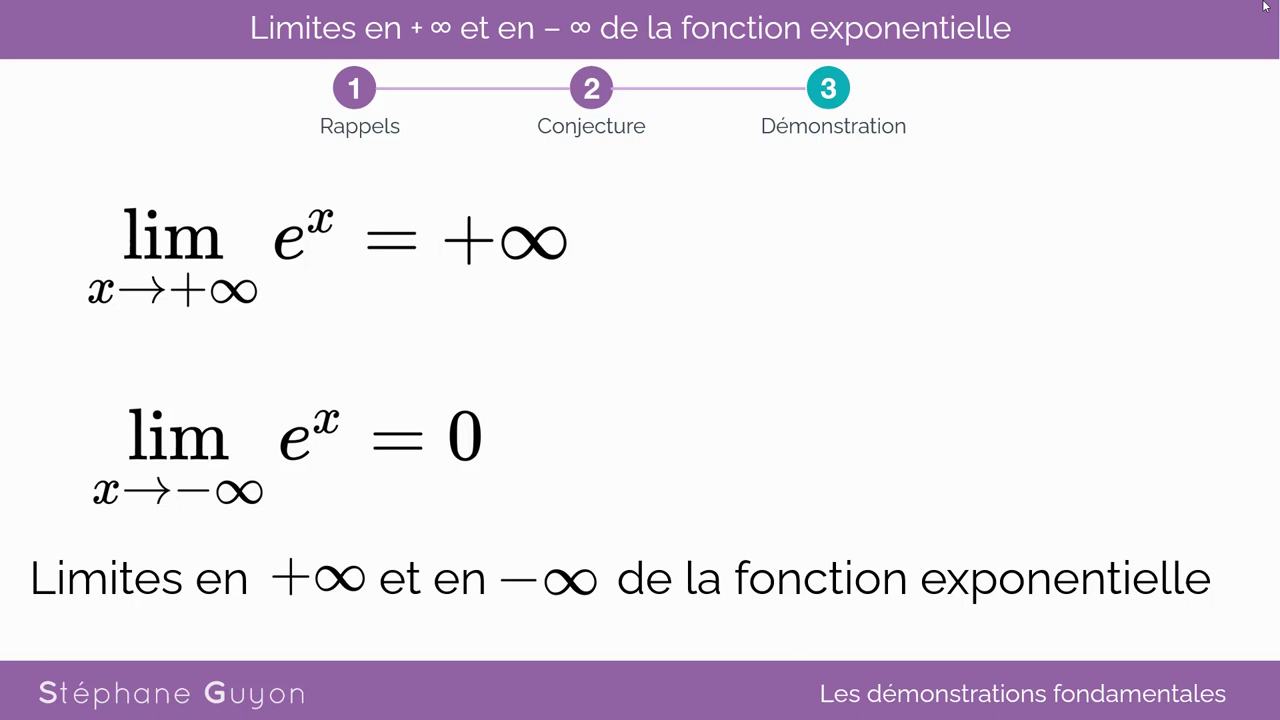 Limites en + ∞ et en – ∞ de la fonction exponentielle
1 2 3
Rappels Conjecture Démonstration
lim e^x = +∞
x→+∞
lim e^x = 0
x→−∞
Limites en +∞ et en −∞ de la fonction exponentielle
Stéphane Guyon Les démonstrations fondamentales